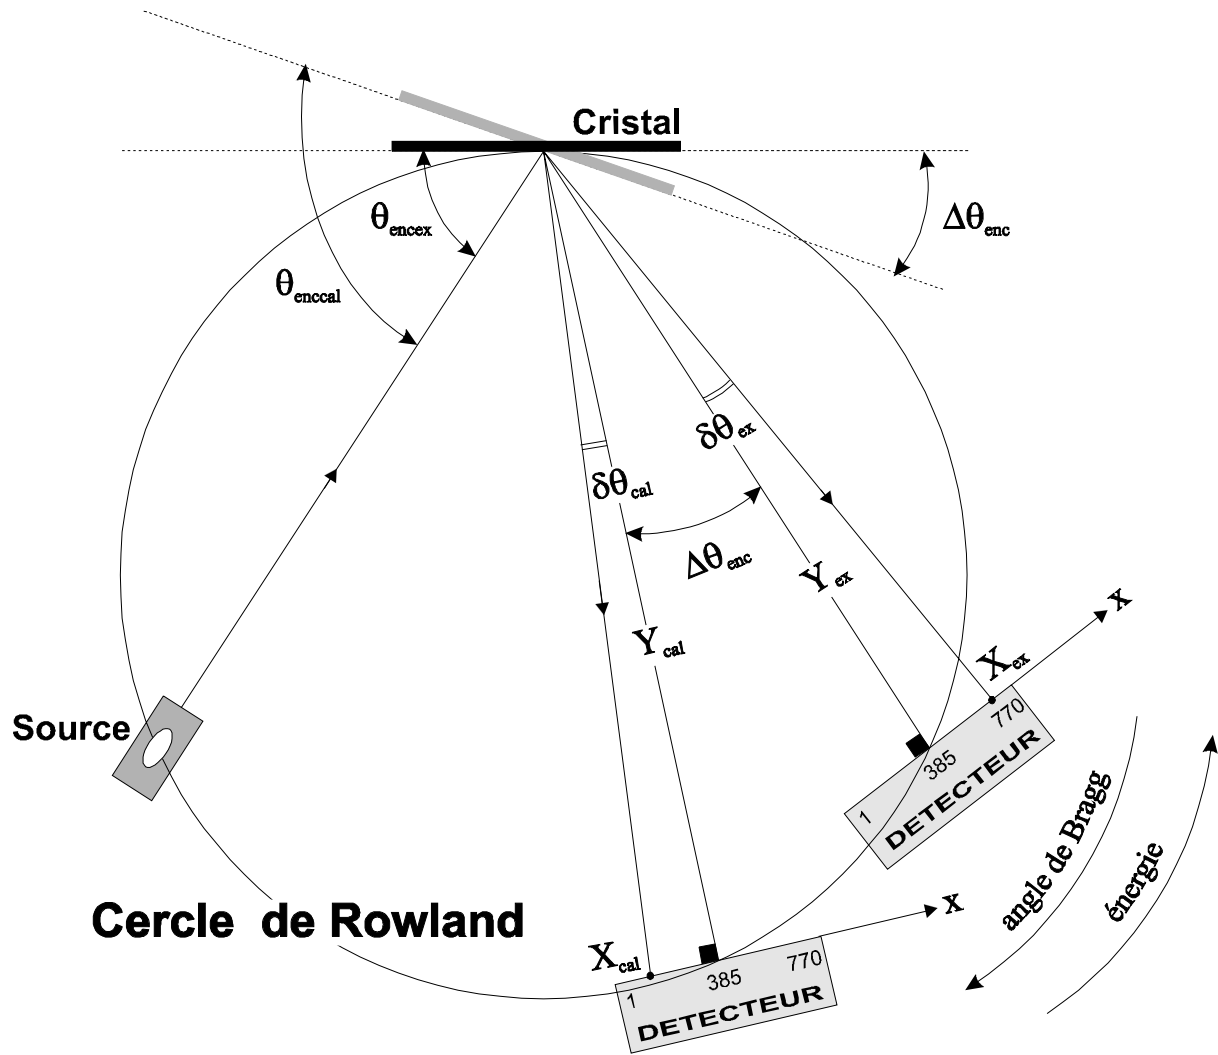 Cristal
θencex
Δθenc
θenccal
δθex
δθcal
Δθenc
Yex
x
Ycal
Xex
Source
770
385
1
DETECTEUR
angle de Bragg
énergie
Cercle de Rowland
x
Xcal
770
385
1
DETECTEUR